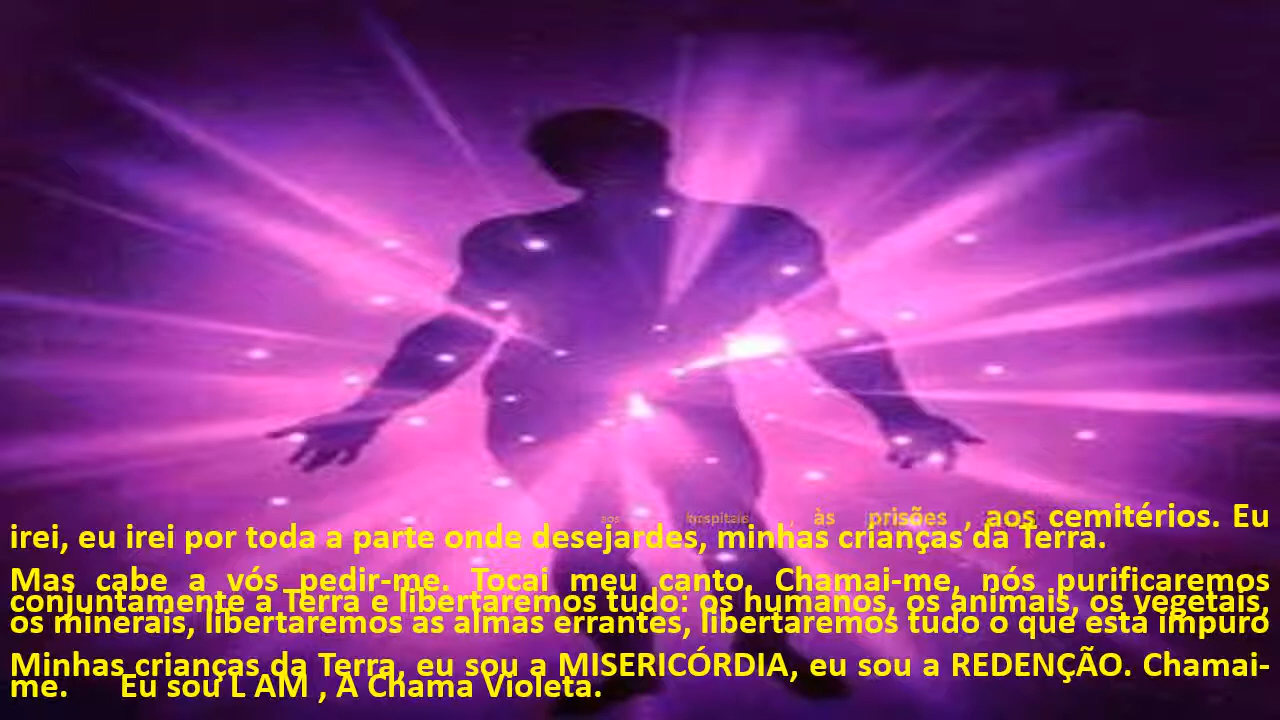 aos hospitais , às prisões , aos cemitérios. Eu
irei, eu irei por toda a parte onde desejardes, minhas crianças da Terra.
Mas cabe a vós pedir-me. Tocai meu canto, Chamai-me, nós purificaremos
conjuntamente a Terra e libertaremos tudo: os humanos, os animais, os vegetais,
os minerais, libertaremos as almas errantes, libertaremos tudo o que está impuro
Minhas crianças da Terra, eu sou a MISERICÓRDIA, eu sou a REDENÇÃO. Chamai-
me. Eu sou L AM , A Chama Violeta.